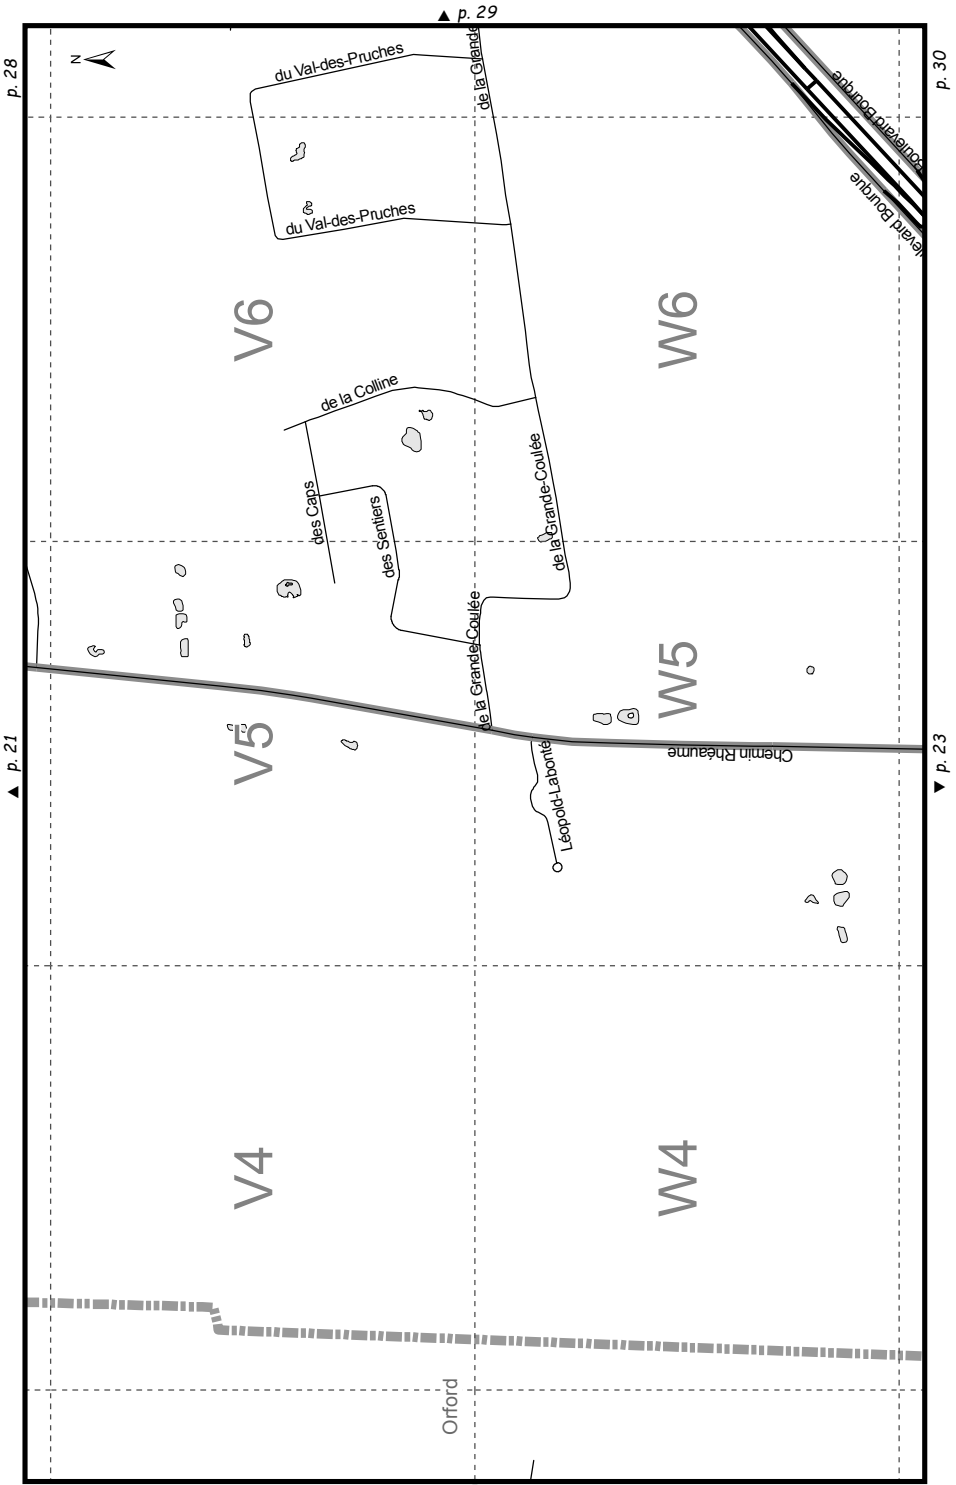 p. 29
p. 28
p. 30
N
du Val-des-Pruches
de la Grande
Boulevard Bourque
levard Bourque
du Val-des-Pruches
V6
W6
de la Colline
de la Grande-Coulée
des Caps
des Sentiers
de la Grande-Coulée
V5
W5
p. 21
p. 23
Chemin Rhéaume
Léopold-Labonté
V4
W4
Orford